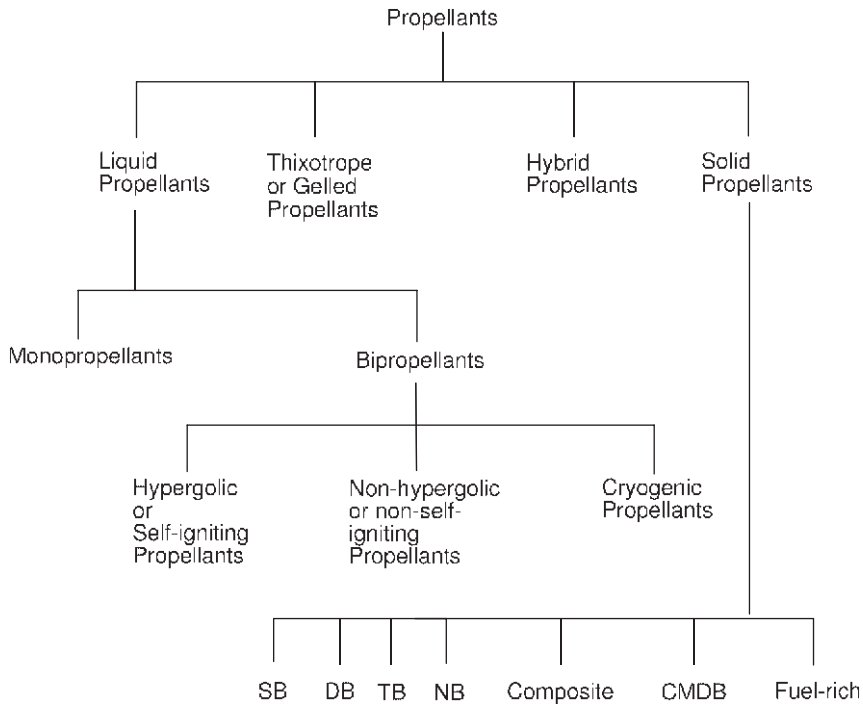 Propellants
Liquid
Propellants
Thixotrope
or Gelled
Propellants
Hybrid
Propellants
Solid
Propellants
Monopropellants
Bipropellants
Hypergolic
or
Self-igniting
Propellants
Non-hypergolic
or non-self-
igniting
Propellants
Cryogenic
Propellants
SB
DB
TB
NB
Composite
CMDB
Fuel-rich